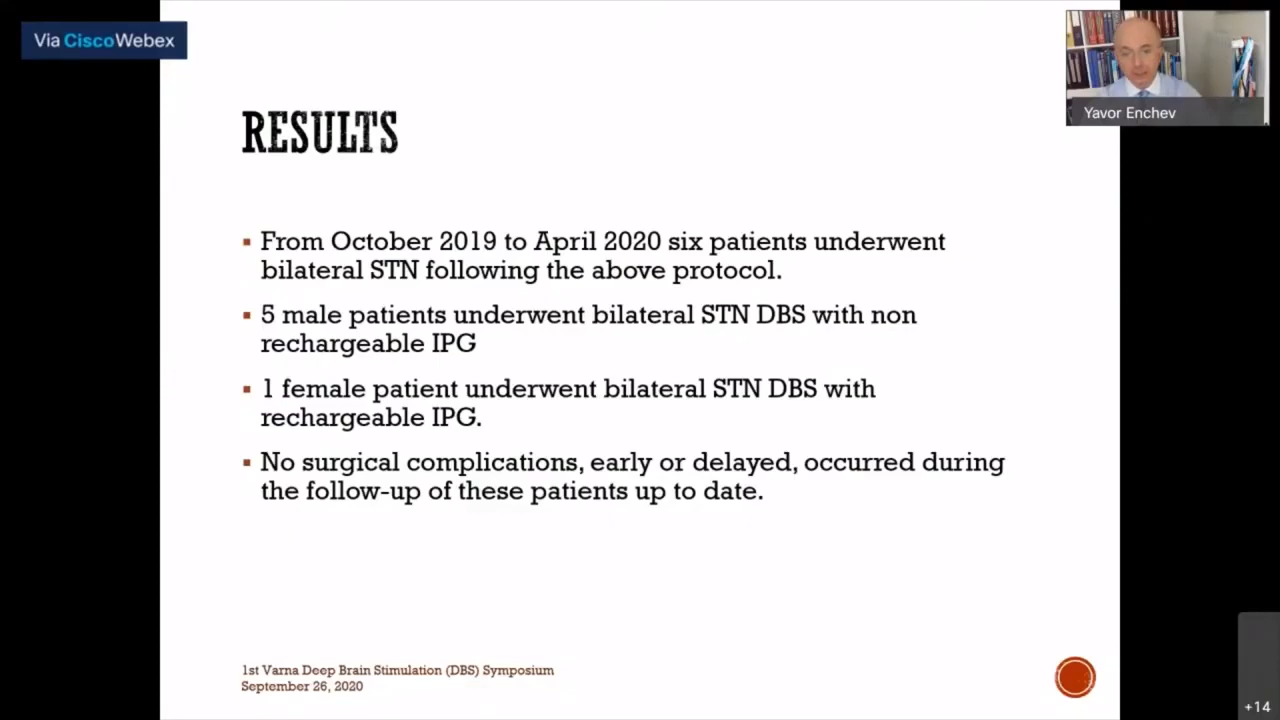 Via CiscoWebex
Yavor Enchev
RESULTS
▪ From October 2019 to April 2020 six patients underwent
bilateral STN following the above protocol.
▪ 5 male patients underwent bilateral STN DBS with non
rechargeable IPG
▪ 1 female patient underwent bilateral STN DBS with
rechargeable IPG.
▪ No surgical complications, early or delayed, occurred during
the follow-up of these patients up to date.
1st Varna Deep Brain Stimulation (DBS) Symposium
September 26, 2020
+14